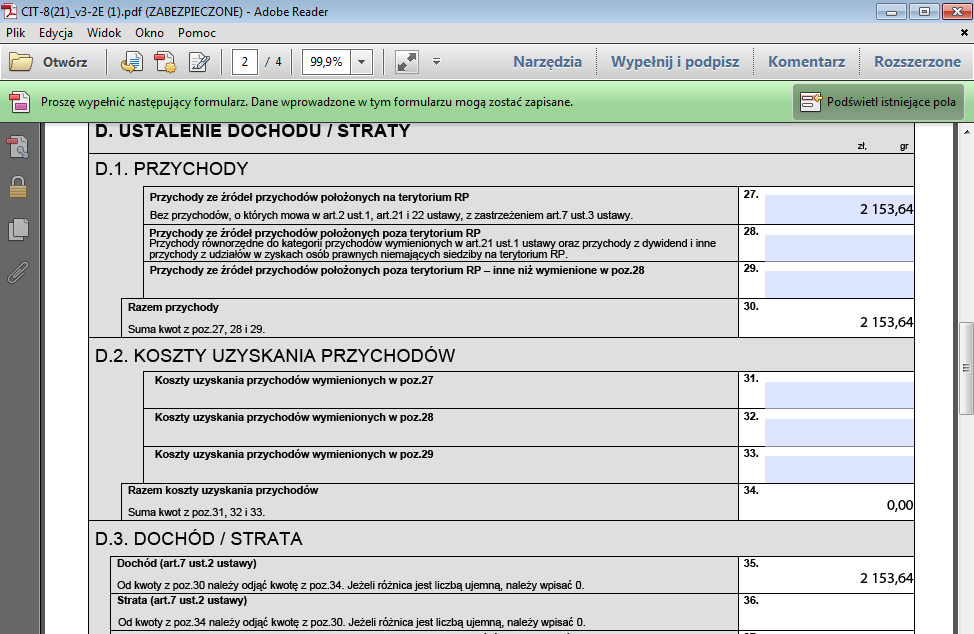 CIT-8(21)_v3-2E (1).pdf (ZABEZPIECZONE) - Adobe Reader
Plik Edycja Widok Okno Pomoc
Otwórz 2 / 4 99,9% Narzędzia Wypełnij i podpisz Komentarz Rozszerzone
Proszę wypełnić następujący formularz. Dane wprowadzone w tym formularzu mogą zostać zapisane. Podświetl istniejące pola
D. USTALENIE DOCHODU / STRATY
zł, gr
D.1. PRZYCHODY
Przychody ze źródeł przychodów położonych na terytorium RP 27.
Bez przychodów, o których mowa w art.2 ust.1, art.21 i 22 ustawy, z zastrzeżeniem art.7 ust.3 ustawy. 2 153,64
Przychody ze źródeł przychodów położonych poza terytorium RP 28.
Przychody równorzędne do kategorii przychodów wymienionych w art.21 ust.1 ustawy oraz przychody z dywidend i inne
przychody z udziałów w zyskach osób prawnych niemających siedziby na terytorium RP.
Przychody ze źródeł przychodów położonych poza terytorium RP – inne niż wymienione w poz.28 29.
Razem przychody 30.
Suma kwot z poz.27, 28 i 29. 2 153,64
D.2. KOSZTY UZYSKANIA PRZYCHODÓW
Koszty uzyskania przychodów wymienionych w poz.27 31.
Koszty uzyskania przychodów wymienionych w poz.28 32.
Koszty uzyskania przychodów wymienionych w poz.29 33.
Razem koszty uzyskania przychodów 34.
Suma kwot z poz.31, 32 i 33. 0,00
D.3. DOCHÓD / STRATA
Dochód (art.7 ust.2 ustawy) 35.
Od kwoty z poz.30 należy odjąć kwotę z poz.34. Jeżeli różnica jest liczbą ujemną, należy wpisać 0. 2 153,64
Strata (art.7 ust.2 ustawy) 36.
Od kwoty z poz.34 należy odjąć kwotę z poz.30. Jeżeli różnica jest liczbą ujemną, należy wpisać 0.